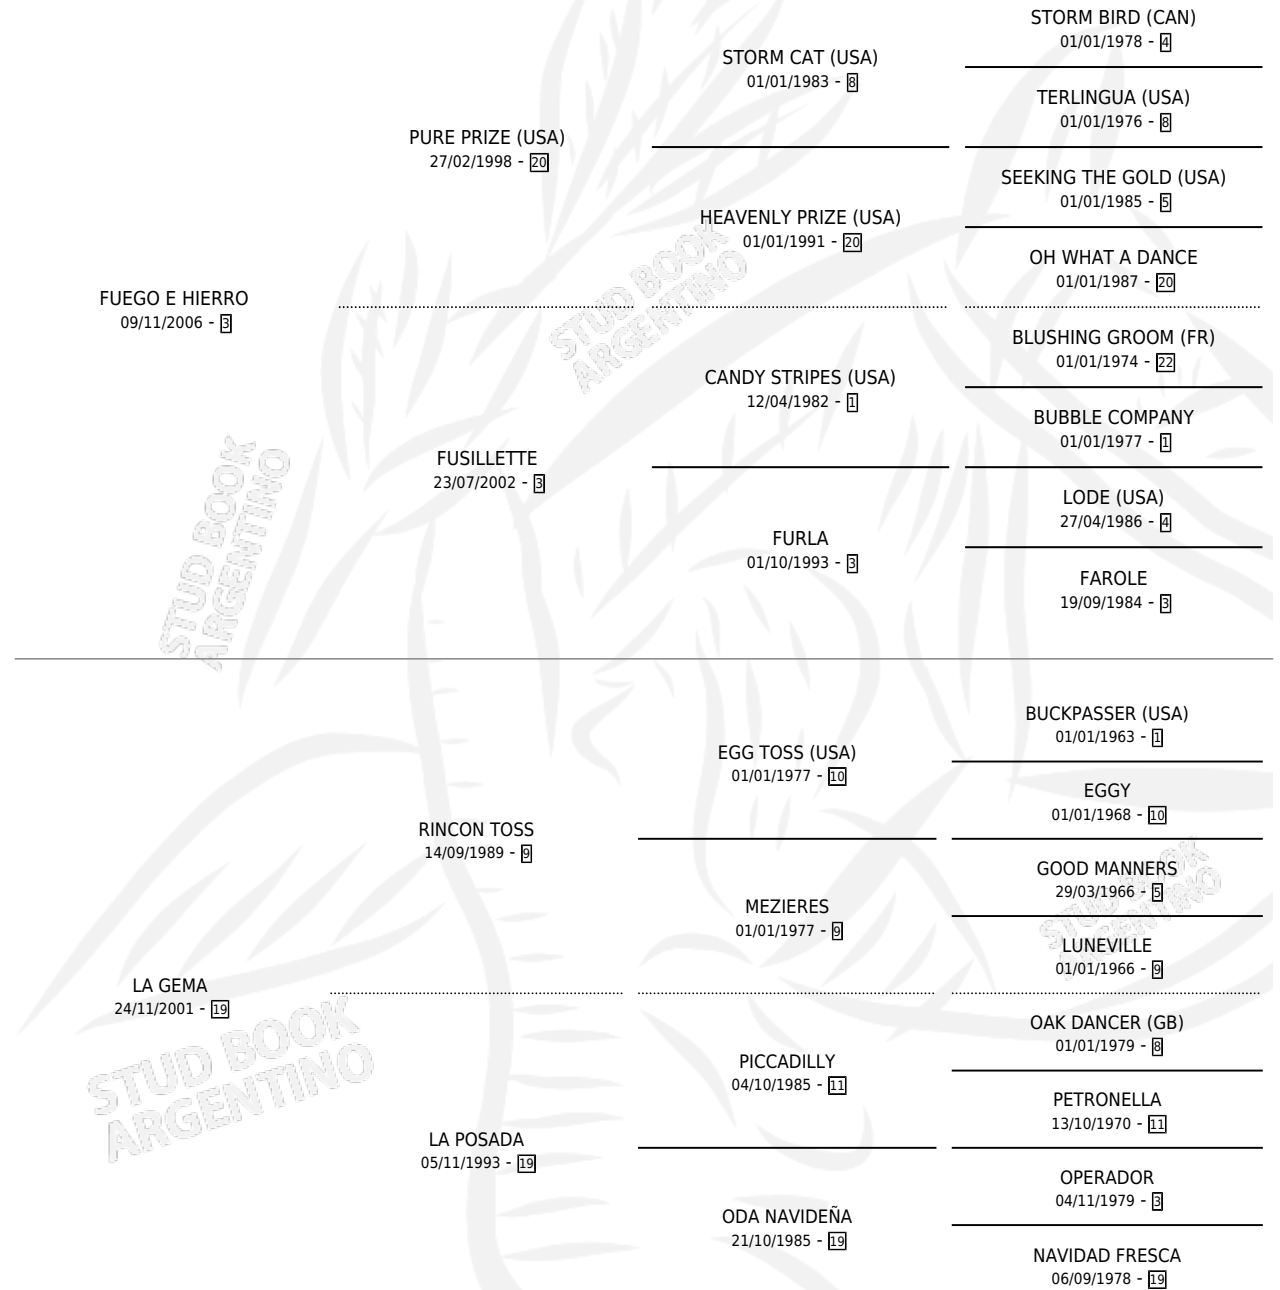 STORM BIRD (CAN)
01/01/1978 - 4
STORM CAT (USA)
01/01/1983 - 8
TERLINGUA (USA)
01/01/1976 - 8
PURE PRIZE (USA)
27/02/1998 - 20
SEEKING THE GOLD (USA)
01/01/1985 - 5
HEAVENLY PRIZE (USA)
01/01/1991 - 20
OH WHAT A DANCE
01/01/1987 - 20
FUEGO E HIERRO
09/11/2006 - 3
STUD BOOK
ARGENTINO
BLUSHING GROOM (FR)
01/01/1974 - 22
CANDY STRIPES (USA)
12/04/1982 - 1
BUBBLE COMPANY
01/01/1977 - 1
FUSILLETTE
23/07/2002 - 3
LODE (USA)
27/04/1986 - 4
FURLA
01/10/1993 - 3
FAROLE
19/09/1984 - 3
STUD BOOK
ARGENTINO
BUCKPASSER (USA)
01/01/1963 - 1
EGG TOSS (USA)
01/01/1977 - 10
EGGY
01/01/1968 - 10
RINCON TOSS
14/09/1989 - 9
GOOD MANNERS
29/03/1966 - 5
MEZIERES
01/01/1977 - 9
LUNEVILLE
01/01/1966 - 9
STUD BOOK
ARGENTINO
LA GEMA
24/11/2001 - 19
OAK DANCER (GB)
01/01/1979 - 8
PICCADILLY
04/10/1985 - 11
PETRONELLA
13/10/1970 - 11
STUD BOOK
ARGENTINO
LA POSADA
05/11/1993 - 19
OPERADOR
04/11/1979 - 3
ODA NAVIDEÑA
21/10/1985 - 19
NAVIDAD FRESCA
06/09/1978 - 19